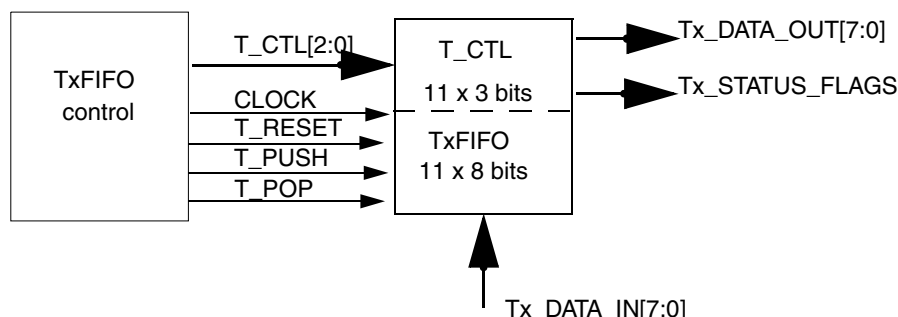 TxFIFO
control
T_CTL[2:0]
CLOCK
T_RESET
T_PUSH
T_POP
T_CTL
11 x 3 bits
TxFIFO
11 x 8 bits
Tx_DATA_OUT[7:0]
Tx_STATUS_FLAGS
Tx_DATA_IN[7:0]